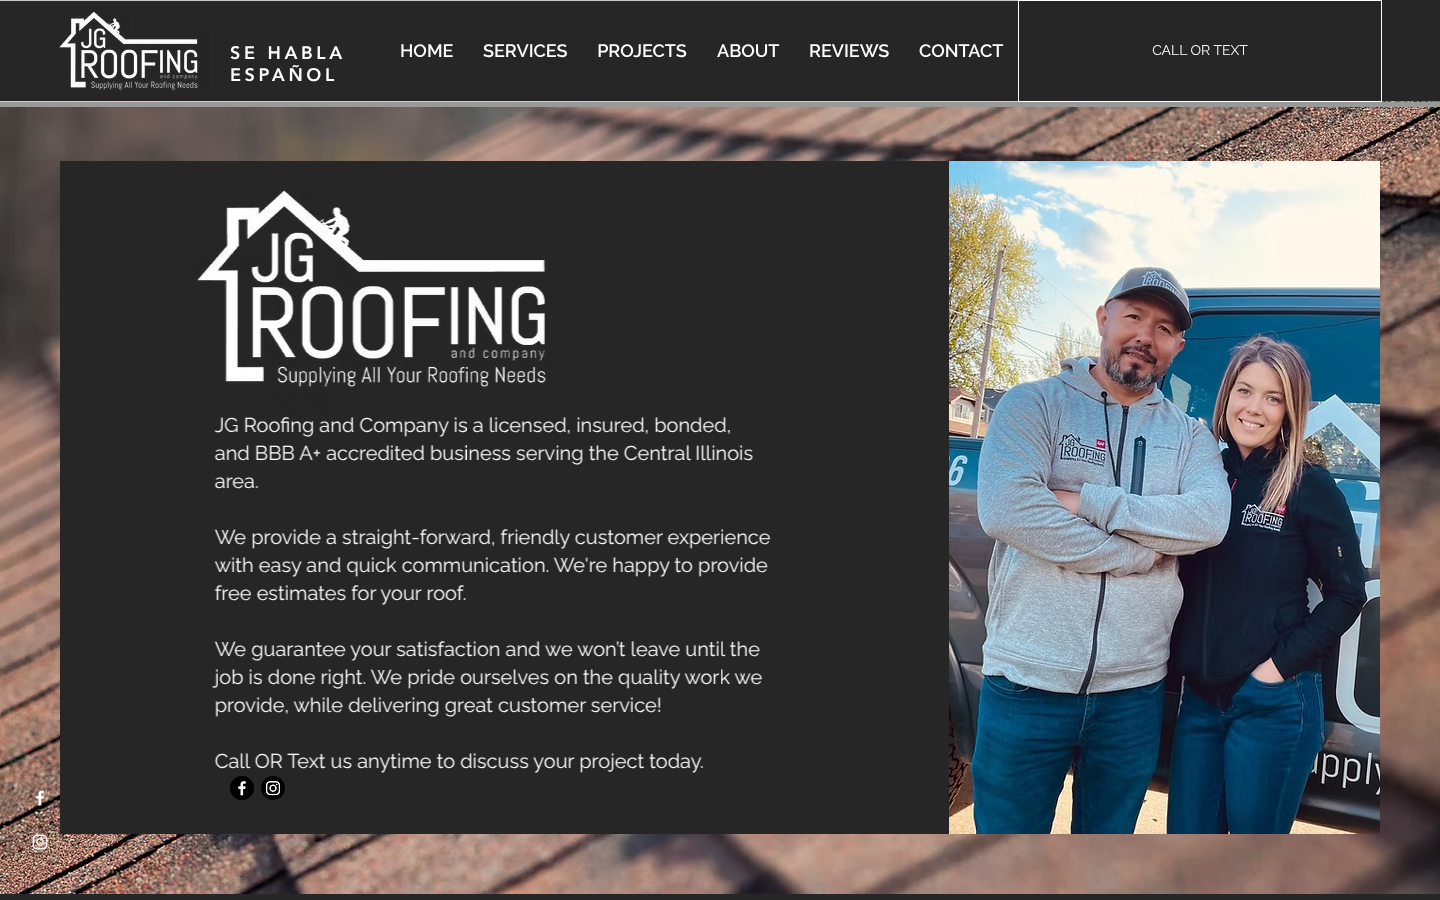 JG
ROOFING
and company
Supplying All Your Roofing Needs
SE HABLA
ESPAÑOL
HOME
SERVICES
PROJECTS
ABOUT
REVIEWS
CONTACT
CALL OR TEXT
JG
ROOFING
and company
Supplying All Your Roofing Needs
JG Roofing and Company is a licensed, insured, bonded,
and BBB A+ accredited business serving the Central Illinois
area.
We provide a straight-forward, friendly customer experience
with easy and quick communication. We're happy to provide
free estimates for your roof.
We guarantee your satisfaction and we won't leave until the
job is done right. We pride ourselves on the quality work we
provide, while delivering great customer service!
Call OR Text us anytime to discuss your project today.
ROOFING
JG
ROOFING
ROOFING
6